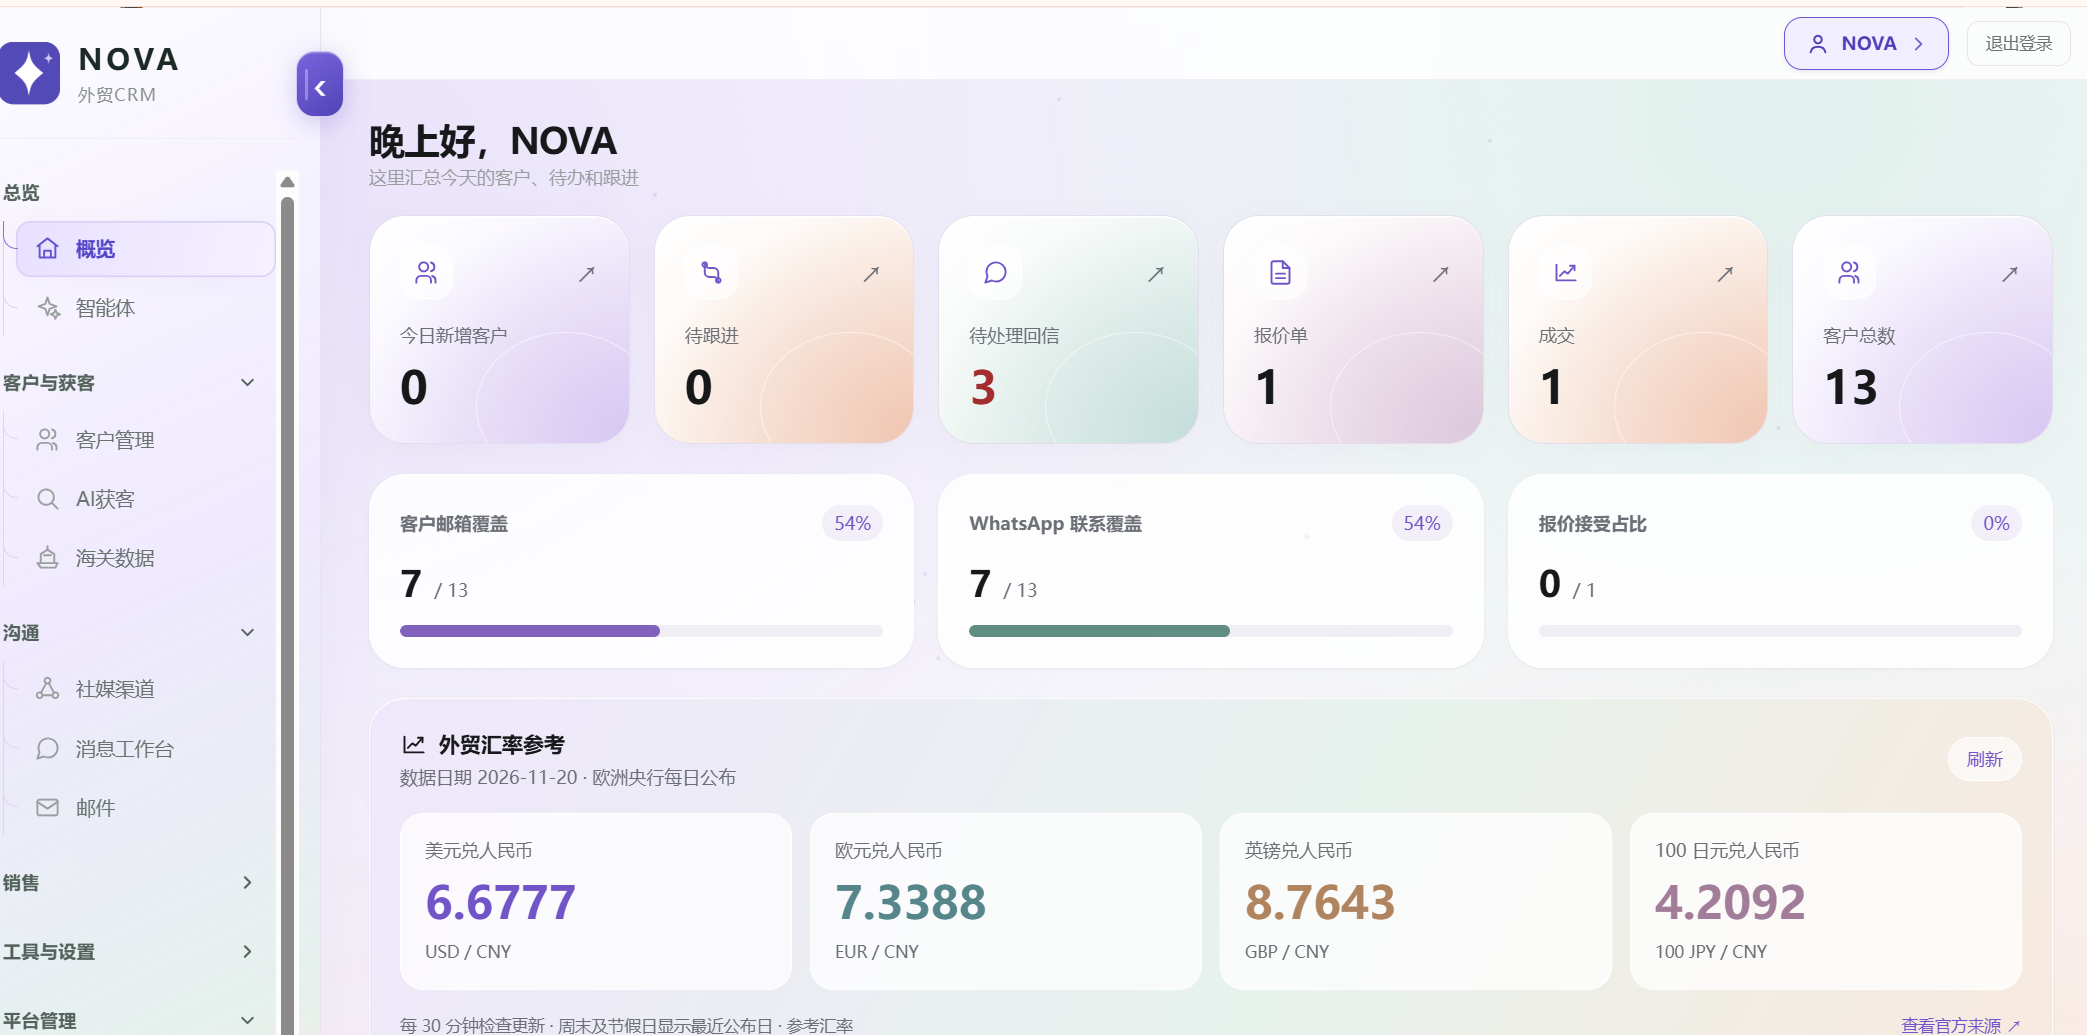 NOVA
外贸CRM
NOVA
退出登录
总览
概览
智能体
客户与获客
客户管理
AI获客
海关数据
沟通
社媒渠道
消息工作台
邮件
销售
工具与设置
平台管理
晚上好，NOVA
这里汇总今天的客户、待办和跟进
今日新增客户
0
待跟进
0
待处理回信
3
报价单
1
成交
1
客户总数
13
客户邮箱覆盖
54%
7 / 13
WhatsApp 联系覆盖
54%
7 / 13
报价接受占比
0%
0 / 1
外贸汇率参考
数据日期 2026-11-20 · 欧洲央行每日公布
刷新
美元兑人民币
6.6777
USD / CNY
欧元兑人民币
7.3388
EUR / CNY
英镑兑人民币
8.7643
GBP / CNY
100 日元兑人民币
4.2092
100 JPY / CNY
每 30 分钟检查更新 · 周末及节假日显示最近公布日 · 参考汇率
查看官方来源 ↗